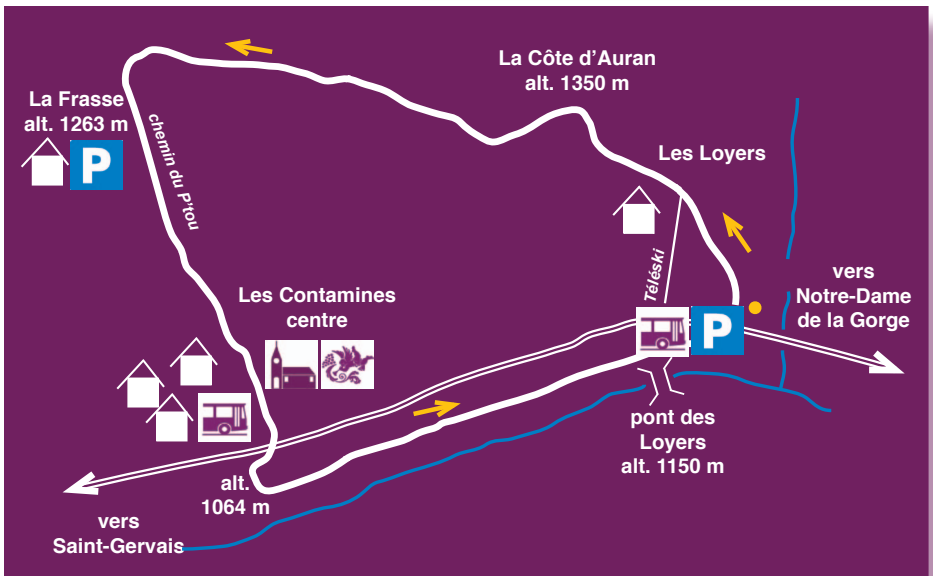 La Côte d'Auran
alt. 1350 m
La Frasse
alt. 1263 m
P
chemin du P'tou
Les Loyers
Téléski
vers
Notre-Dame
de la Gorge
P
Les Contamines
centre
pont des
Loyers
alt. 1150 m
alt.
1064 m
vers
Saint-Gervais